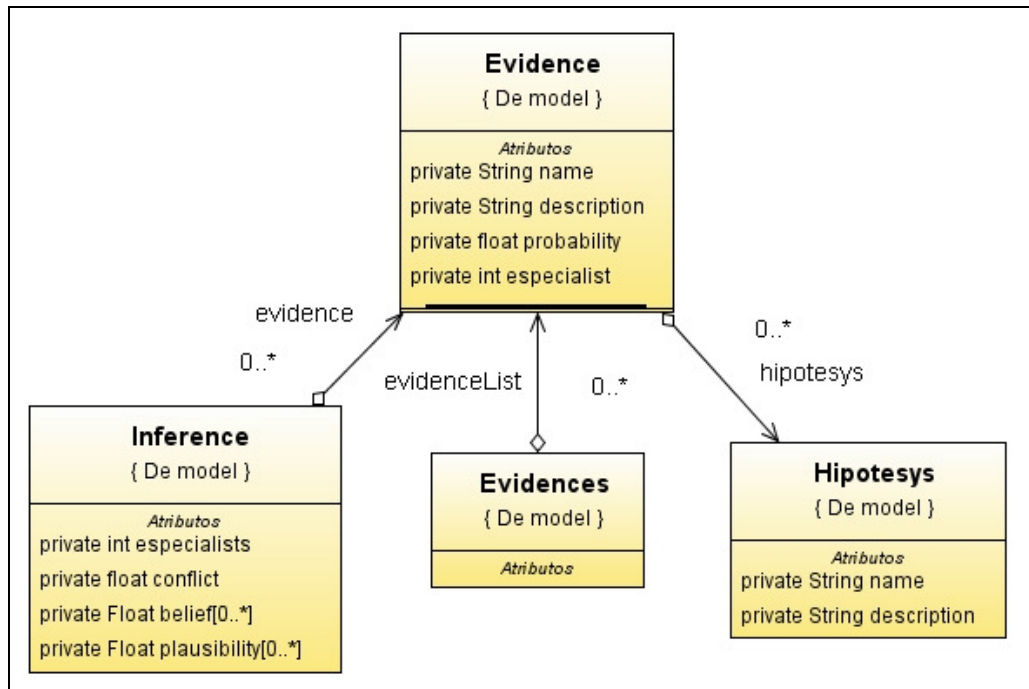 Evidence
{ De model }
Atributos
private String name
private String description
private float probability
private int especialist
evidence
0..*
evidenceList
0..*
0..*
hipotesys
Inference
{ De model }
Atributos
private int especialists
private float conflict
private Float belief[0..*]
private Float plausibility[0..*]
Evidences
{ De model }
Atributos
Hipotesys
{ De model }
Atributos
private String name
private String description